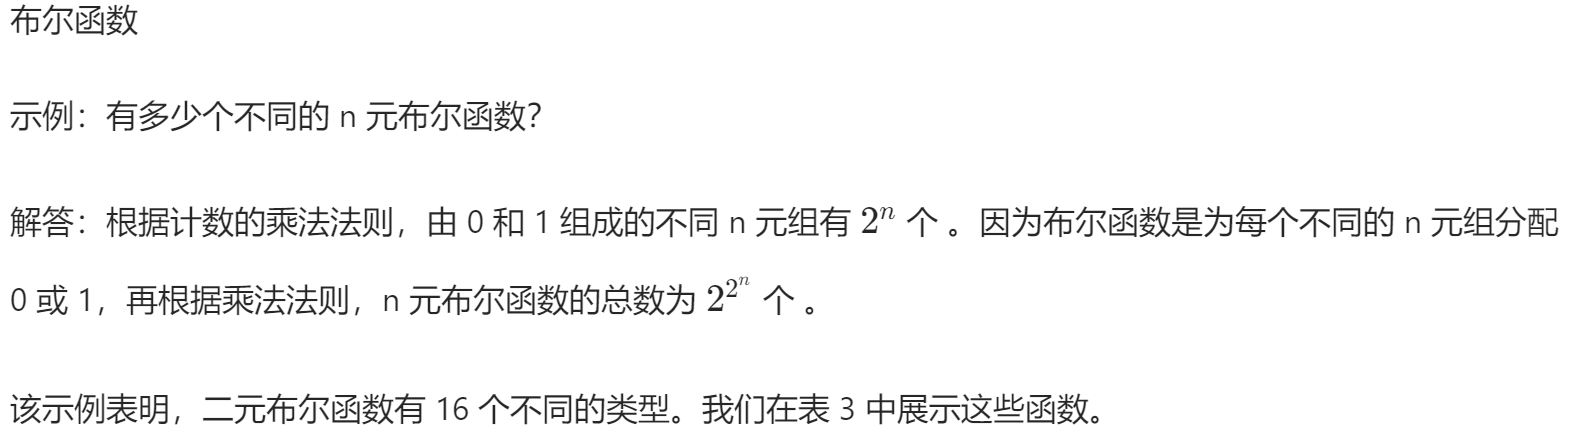 布尔函数
示例：有多少个不同的 n 元布尔函数？
解答：根据计数的乘法法则，由 0 和 1 组成的不同 n 元组有 $2^n$ 个 。因为布尔函数是为每个不同的 n 元组分配
0 或 1，再根据乘法法则，n 元布尔函数的总数为 $2^{2^n}$ 个 。
该示例表明，二元布尔函数有 16 个不同的类型。我们在表 3 中展示这些函数。